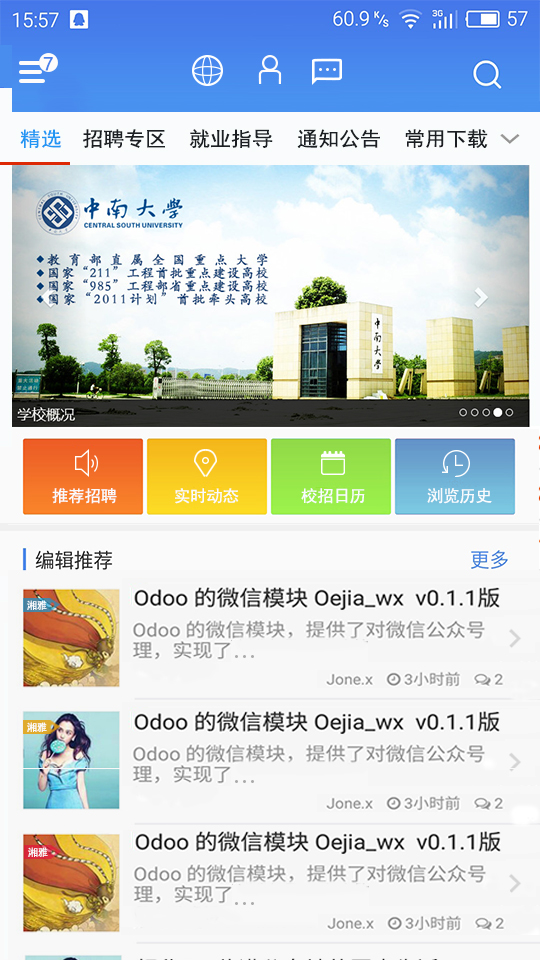 15:57 60.9 K/s 3G 57
7
精选 招聘专区 就业指导 通知公告 常用下载
中南大学
CENTRAL SOUTH UNIVERSITY
教育部直属全国重点大学
国家“211”工程首批重点建设高校
国家“985”工程部省重点建设高校
国家“2011计划”首批牵头高校
中南大学
学校概况
推荐招聘 实时动态 校招日历 浏览历史
编辑推荐 更多
湘雅
Odoo 的微信模块 Oejia_wx v0.1.1版
Odoo 的微信模块，提供了对微信公众号
理，实现了...
Jone.x 3小时前 2
湘雅
Odoo 的微信模块 Oejia_wx v0.1.1版
Odoo 的微信模块，提供了对微信公众号
理，实现了...
Jone.x 3小时前 2
湘雅
Odoo 的微信模块 Oejia_wx v0.1.1版
Odoo 的微信模块，提供了对微信公众号
理，实现了...
Jone.x 3小时前 2